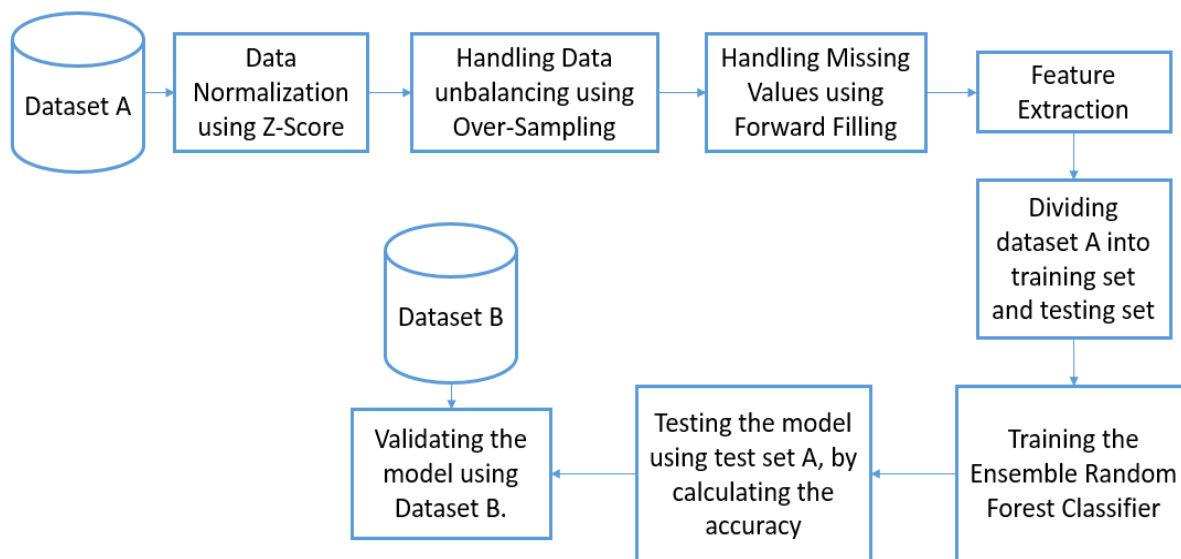 Dataset A
Data
Normalization
using Z-Score
Handling Data
unbalancing using
Over-Sampling
Handling Missing
Values using
Forward Filling
Feature
Extraction
Dividing
dataset A into
training set
and testing set
Training the
Ensemble Random
Forest Classifier
Testing the model
using test set A, by
calculating the
accuracy
Dataset B
Validating the
model using
Dataset B.